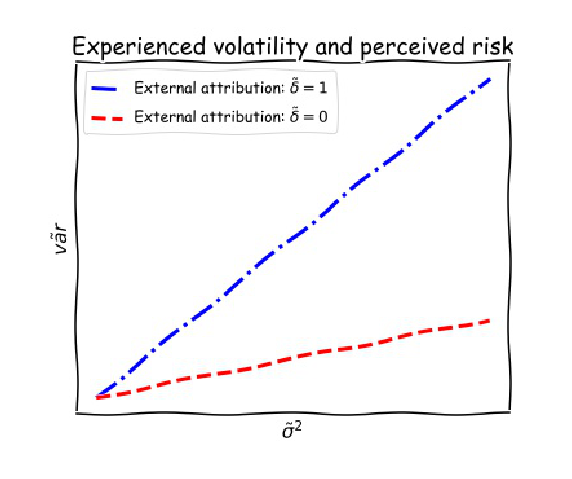 Experienced volatility and perceived risk
External attribution: δ̃ = 1
External attribution: δ̃ = 0
vãr
σ̃²